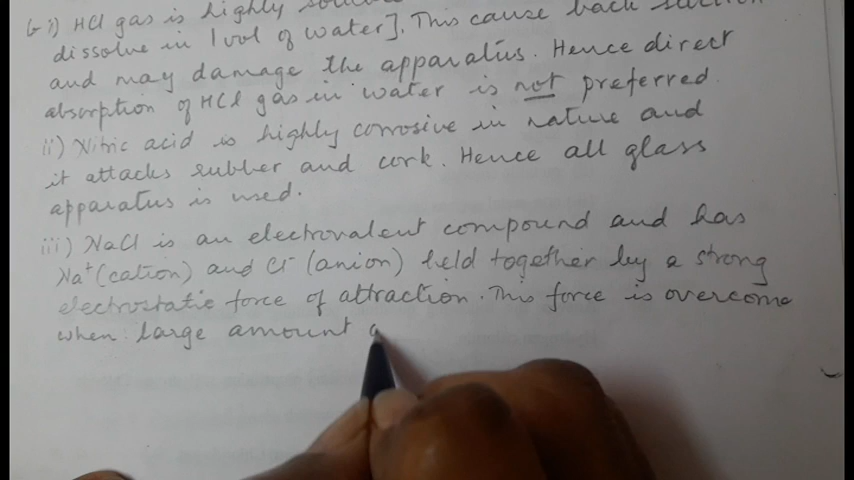 b i) HCl gas is highly
dissolve in 1 vol of water]. This cause back suction
and may damage the apparatus. Hence direct
absorption of HCl gas in water is not preferred.
ii) Nitric acid is highly corrosive in nature and
it attacks rubber and cork. Hence all glass
apparatus is used.
iii) NaCl is an electrovalent compound and has
Na⁺(cation) and Cl⁻ (anion) held together by a strong
electrostatic force of attraction. This force is overcome
when large amount